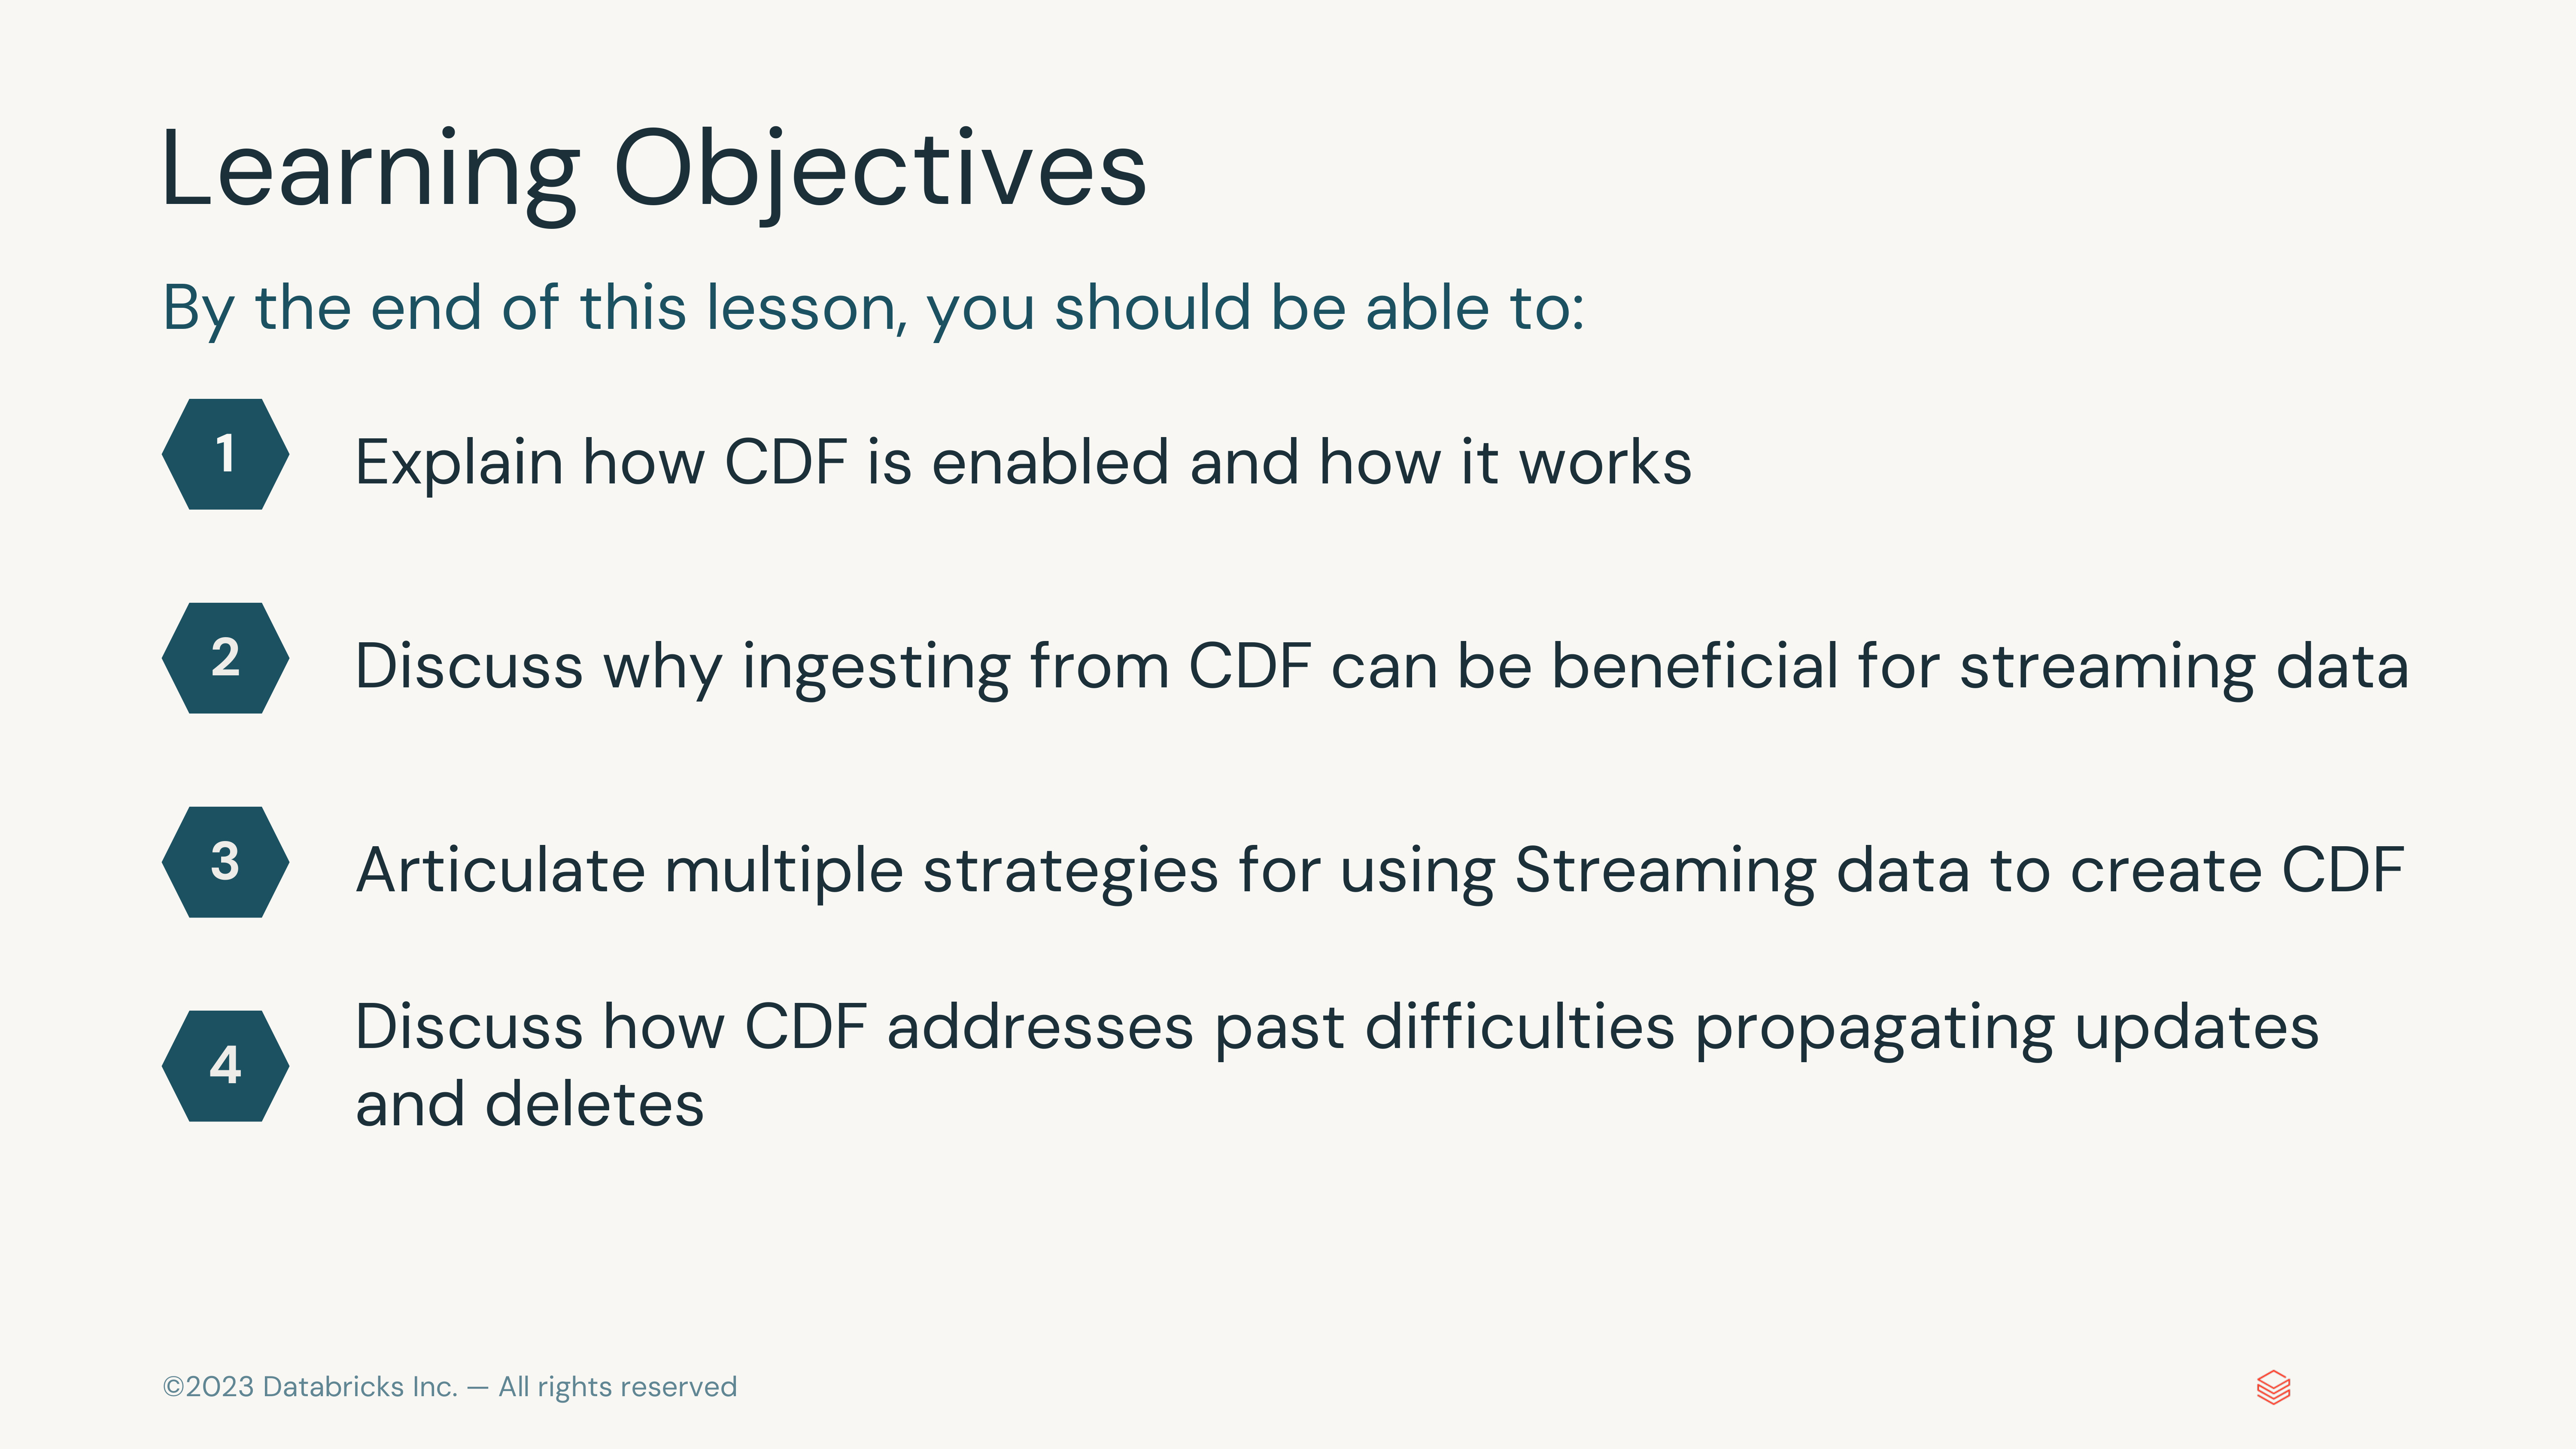 Learning Objectives
By the end of this lesson, you should be able to:
1
Explain how CDF is enabled and how it works
2
Discuss why ingesting from CDF can be beneficial for streaming data
3
Articulate multiple strategies for using Streaming data to create CDF
4
Discuss how CDF addresses past difficulties propagating updates
and deletes
©2023 Databricks Inc. — All rights reserved